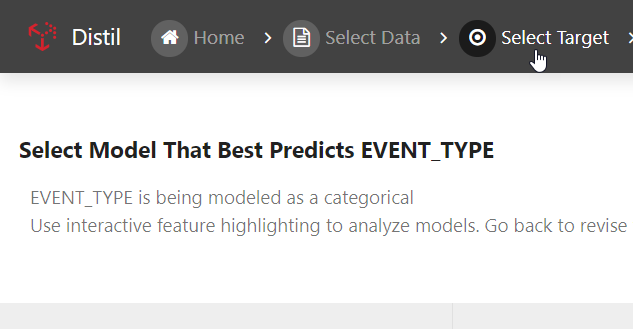 Distil Home Select Data Select Target
Select Model That Best Predicts EVENT_TYPE
EVENT_TYPE is being modeled as a categorical
Use interactive feature highlighting to analyze models. Go back to revise